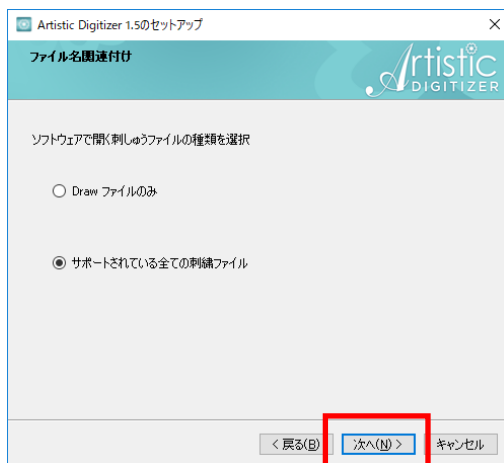 Artistic Digitizer 1.5のセットアップ
ファイル名関連付け
Artistic
DIGITIZER
ソフトウェアで開く刺しゅうファイルの種類を選択
Draw ファイルのみ
サポートされている全ての刺繍ファイル
< 戻る(B)
次へ(N) >
キャンセル